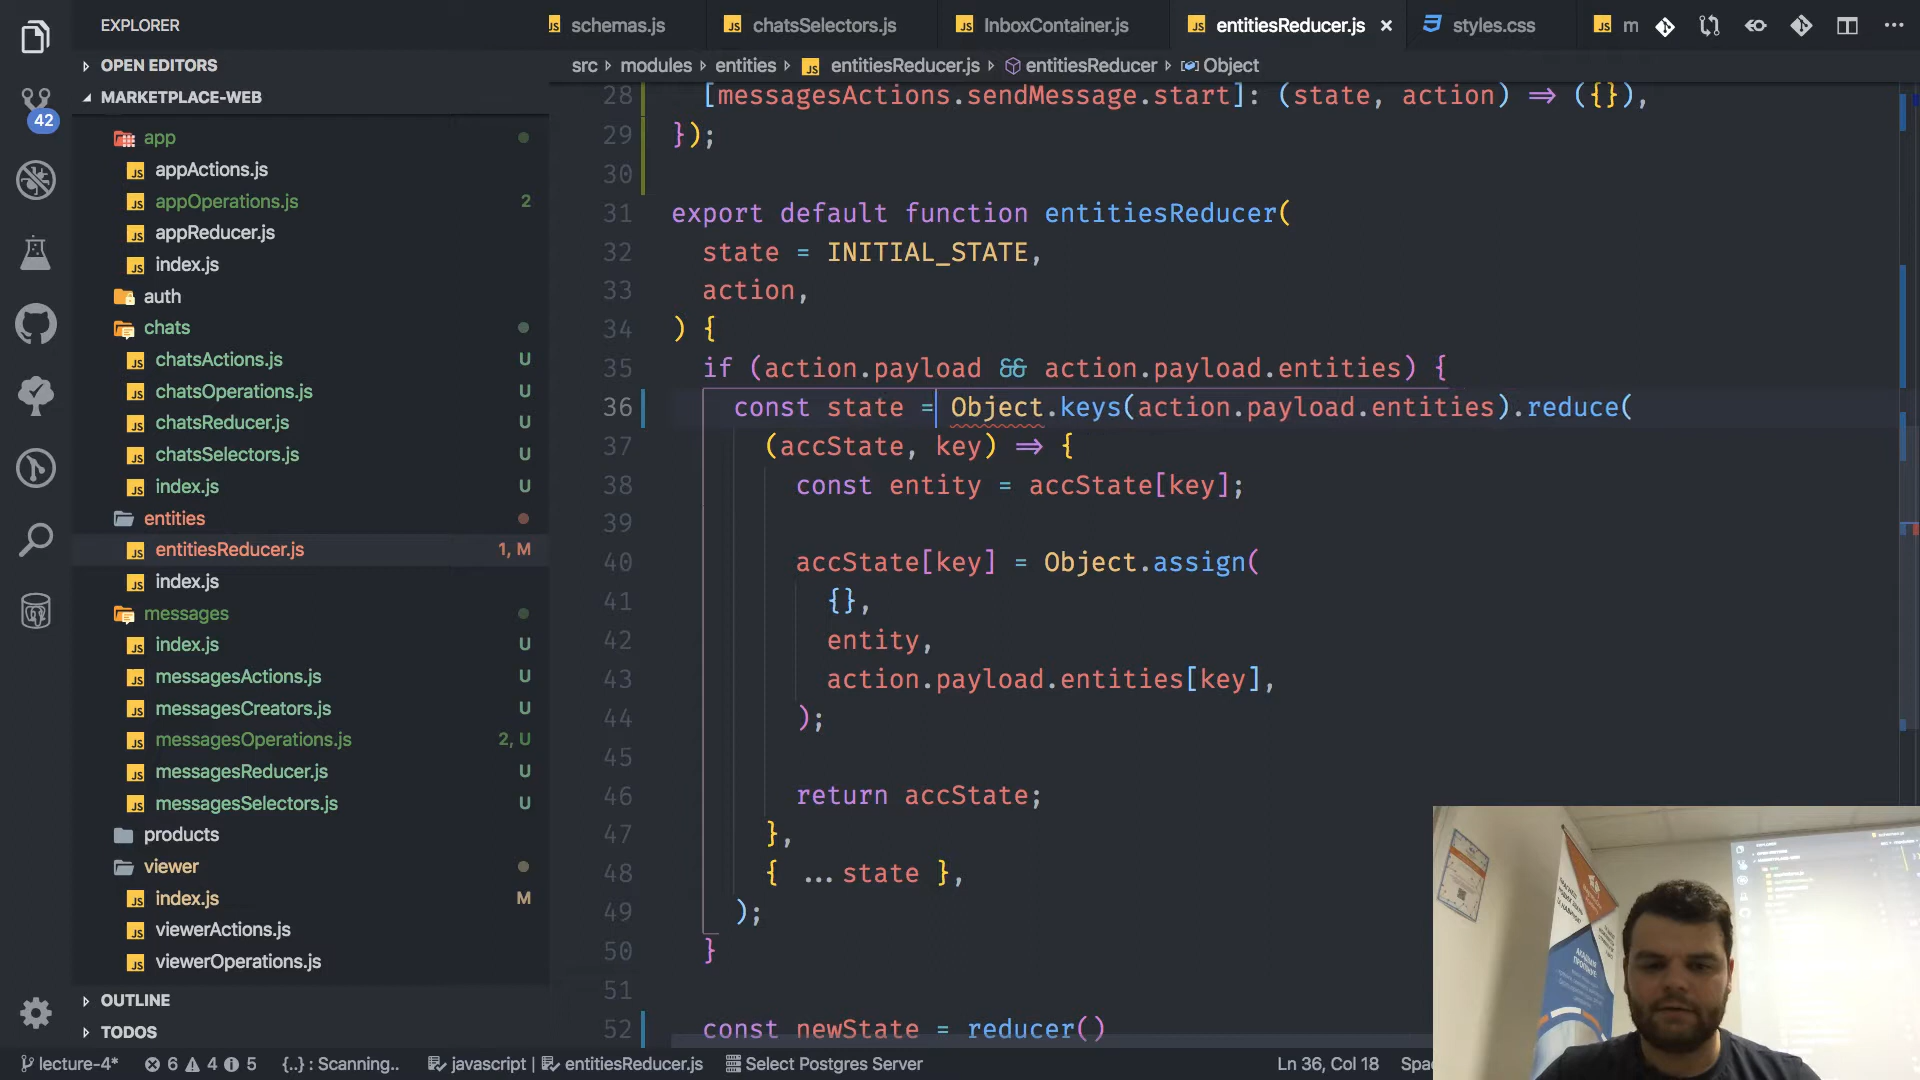 EXPLORER
schemas.js
chatsSelectors.js
InboxContainer.js
entitiesReducer.js ×
styles.css
m
OPEN EDITORS
src › modules › entities › entitiesReducer.js › entitiesReducer › Object
MARKETPLACE-WEB
42
app
appActions.js
appOperations.js 2
appReducer.js
index.js
auth
chats
chatsActions.js U
chatsOperations.js U
chatsReducer.js U
chatsSelectors.js U
index.js U
entities
entitiesReducer.js 1, M
index.js
messages
index.js U
messagesActions.js U
messagesCreators.js U
messagesOperations.js 2, U
messagesReducer.js U
messagesSelectors.js U
products
viewer
index.js M
viewerActions.js
viewerOperations.js
OUTLINE
TODOS
28 [messagesActions.sendMessage.start]: (state, action) => ({}),
29 });
30
31 export default function entitiesReducer(
32 state = INITIAL_STATE,
33 action,
34 ) {
35 if (action.payload && action.payload.entities) {
36 const state = Object.keys(action.payload.entities).reduce(
37 (accState, key) => {
38 const entity = accState[key];
39
40 accState[key] = Object.assign(
41 {},
42 entity,
43 action.payload.entities[key],
44 );
45
46 return accState;
47 },
48 { ...state },
49 );
50 }
51
52 const newState = reducer()
lecture-4* 6 4 5 {..} : Scanning.. javascript | entitiesReducer.js Select Postgres Server Ln 36, Col 18